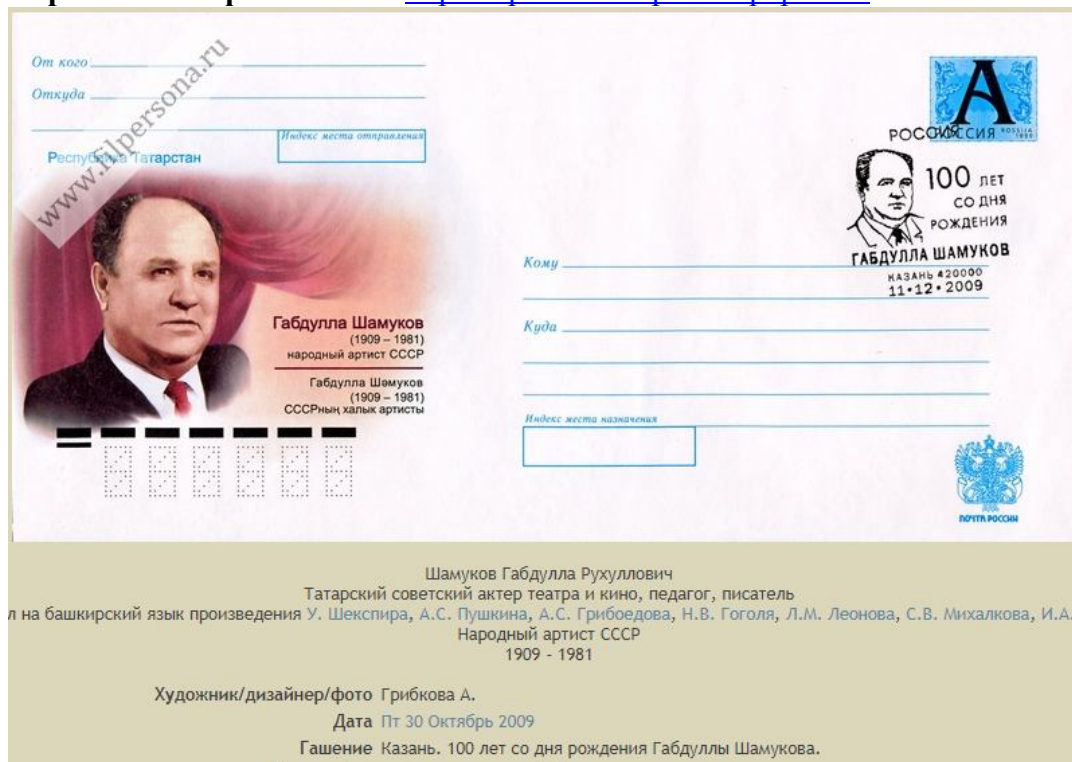 www.filpersona.ru
От кого
Откуда
Индекс места отправления
Республика Татарстан
РОССИЯ
А
РОССИЯ ROSSIJA
100 ЛЕТ
СО ДНЯ
РОЖДЕНИЯ
ГАБДУЛЛА ШАМУКОВ
КАЗАНЬ 420000
11•12•2009
Габдулла Шамуков
(1909 – 1981)
народный артист СССР
Габдулла Шəмуков
(1909 – 1981)
СССРның халык артисты
Кому
Куда
Индекс места назначения
ПОЧТА РОССИИ
Шамуков Габдулла Рухуллович
Татарский советский актер театра и кино, педагог, писатель
л на башкирский язык произведения У. Шекспира, А.С. Пушкина, А.С. Грибоедова, Н.В. Гоголя, Л.М. Леонова, С.В. Михалкова, И.А.
Народный артист СССР
1909 - 1981
Художник/дизайнер/фото Грибкова А.
Дата Пт 30 Октябрь 2009
Гашение Казань. 100 лет со дня рождения Габдуллы Шамукова.